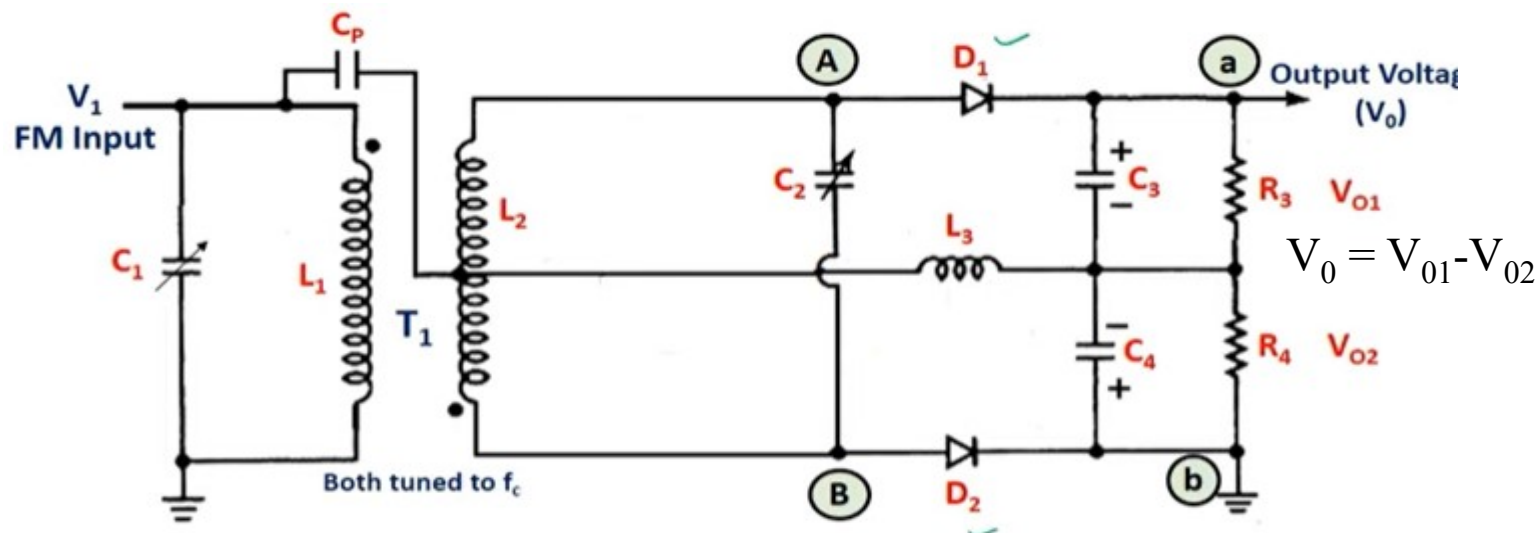 Cₚ
A
D₁
a
Output Voltag
(V₀)
V₁
FM Input
C₂
+
C₃
−
R₃ V₀₁
L₂
L₃
V₀ = V₀₁-V₀₂
C₁
L₁
T₁
−
C₄
+
R₄ V₀₂
Both tuned to f꜀
B
D₂
b